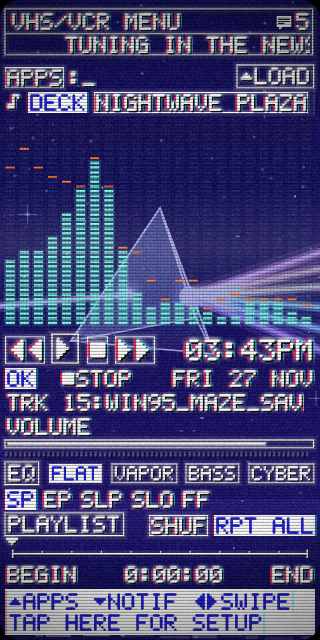 VHS/VCR MENU 5
TUNING IN THE NEW
APPS:_ LOAD
DECK NIGHTWAVE PLAZA
03:43PM
OK STOP FRI 27 NOV
TRK 15:WIN95_MAZE_SAV
VOLUME
EQ FLAT VAPOR BASS CYBER
SP EP SLP SLO FF
PLAYLIST SHUF RPT ALL
BEGIN 0:00:00 END
APPS NOTIF SWIPE
TAP HERE FOR SETUP